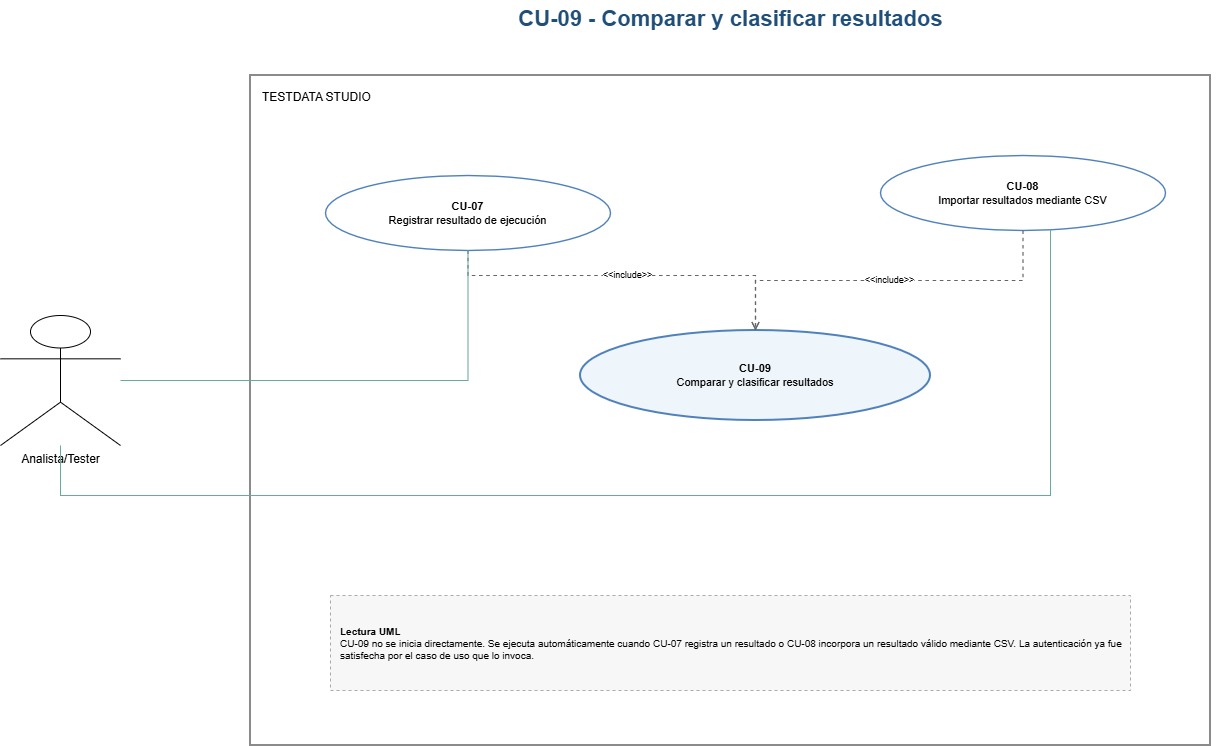 CU-09 - Comparar y clasificar resultados
TESTDATA STUDIO
CU-07
Registrar resultado de ejecución
CU-08
Importar resultados mediante CSV
<<include>>
<<include>>
CU-09
Comparar y clasificar resultados
Analista/Tester
Lectura UML
CU-09 no se inicia directamente. Se ejecuta automáticamente cuando CU-07 registra un resultado o CU-08 incorpora un resultado válido mediante CSV. La autenticación ya fue
satisfecha por el caso de uso que lo invoca.